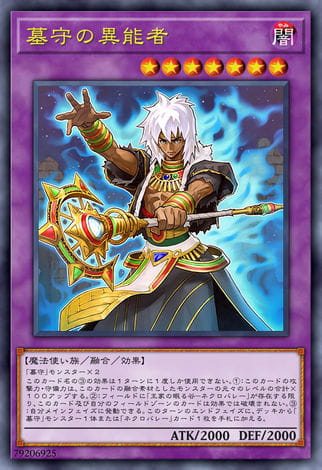 墓守の異能者
闇
やみ
【魔法使い族／融合／効果】
「墓守」モンスター×２
このカード名の③の効果は１ターンに１度しか使用できない。①：このカードの攻
撃力・守備力は、このカードの融合素材としたモンスターの元々のレベルの合計×
１００アップする。②：フィールドに「王家の眠る谷－ネクロバレー」が存在する限
り、このカード及び自分のフィールドゾーンのカードは効果では破壊されない。③
：自分メインフェイズに発動できる。このターンのエンドフェイズに、デッキから「
墓守」モンスター１体または「ネクロバレー」カード１枚を手札に加える。
ATK/2000 DEF/2000
79206925